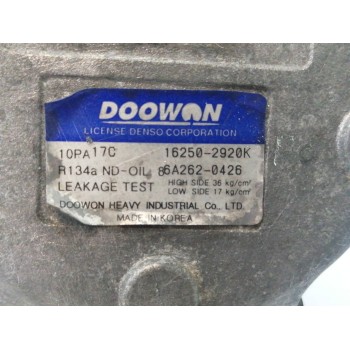 DOOWON
LICENSE DENSO CORPORATION
10PA17C 16250-2920K
R134a ND-OIL 8 6A262-0426
LEAKAGE TEST HIGH SIDE 36 kg/cm²
LOW SIDE 17 kg/cm²
DOOWON HEAVY INDUSTRIAL Co., LTD.
MADE IN KOREA